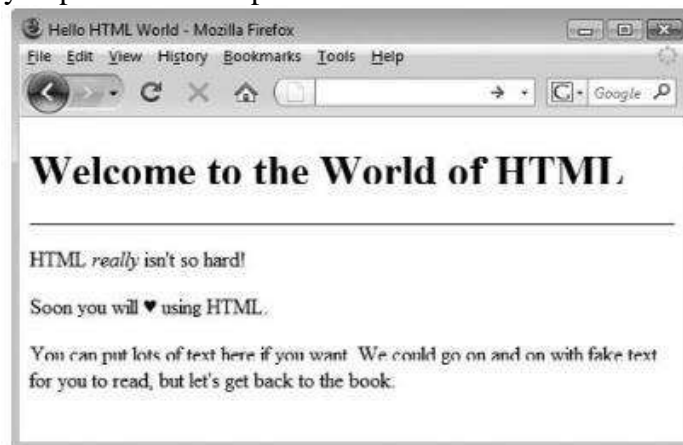 Hello HTML World - Mozilla Firefox
File Edit View History Bookmarks Tools Help
Google
Welcome to the World of HTML
HTML really isn't so hard!
Soon you will ♥ using HTML.
You can put lots of text here if you want. We could go on and on with fake text
for you to read, but let's get back to the book.